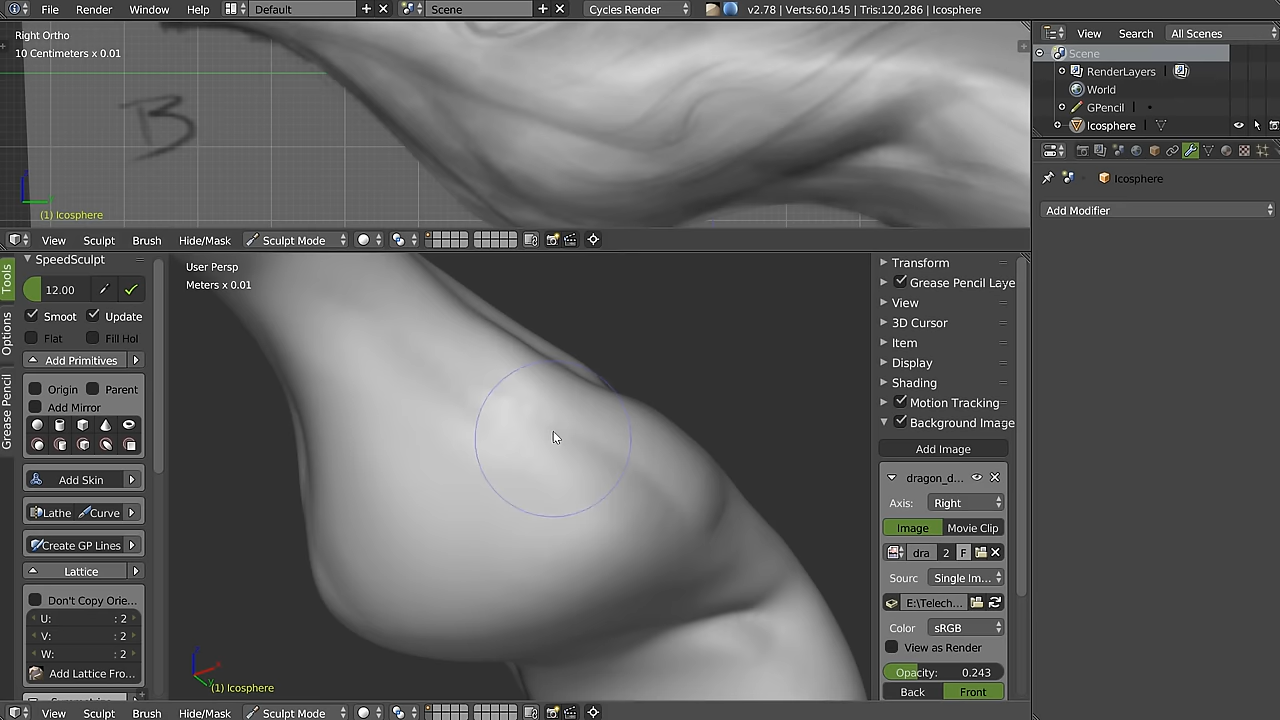 File Render Window Help Default Scene Cycles Render v2.78 | Verts:60,145 | Tris:120,286 | Icosphere
Right Ortho
10 Centimeters x 0.01
B
(1) Icosphere
View Sculpt Brush Hide/Mask Sculpt Mode
View Search All Scenes
Scene
RenderLayers
World
GPencil
Icosphere
Icosphere
Add Modifier
Tools
Options
Grease Pencil
SpeedSculpt
12.00
Smoot Update
Flat Fill Hol
Add Primitives
Origin Parent
Add Mirror
Add Skin
Lathe Curve
Create GP Lines
Lattice
Don't Copy Orie...
U: : 2
V: : 2
W: : 2
Add Lattice Fro...
User Persp
Meters x 0.01
(1) Icosphere
Transform
Grease Pencil Laye
View
3D Cursor
Item
Display
Shading
Motion Tracking
Background Image
Add Image
dragon_d...
Axis: Right
Image Movie Clip
dra 2 F
Sourc Single Im...
E:\Telech...
Color sRGB
View as Render
Opacity: 0.243
Back Front
View Sculpt Brush Hide/Mask Sculpt Mode